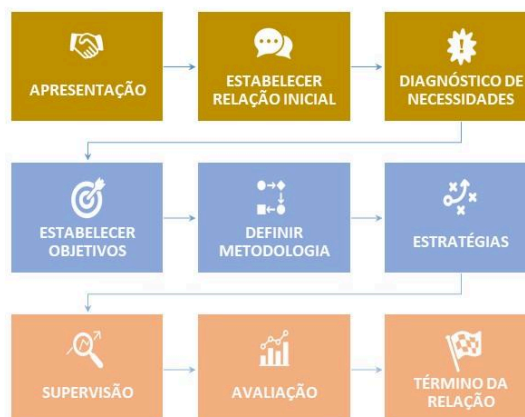 APRESENTAÇÃO
ESTABELECER
RELAÇÃO INICIAL
DIAGNÓSTICO DE
NECESSIDADES
ESTABELECER
OBJETIVOS
DEFINIR
METODOLOGIA
ESTRATÉGIAS
SUPERVISÃO
AVALIAÇÃO
TÉRMINO DA
RELAÇÃO